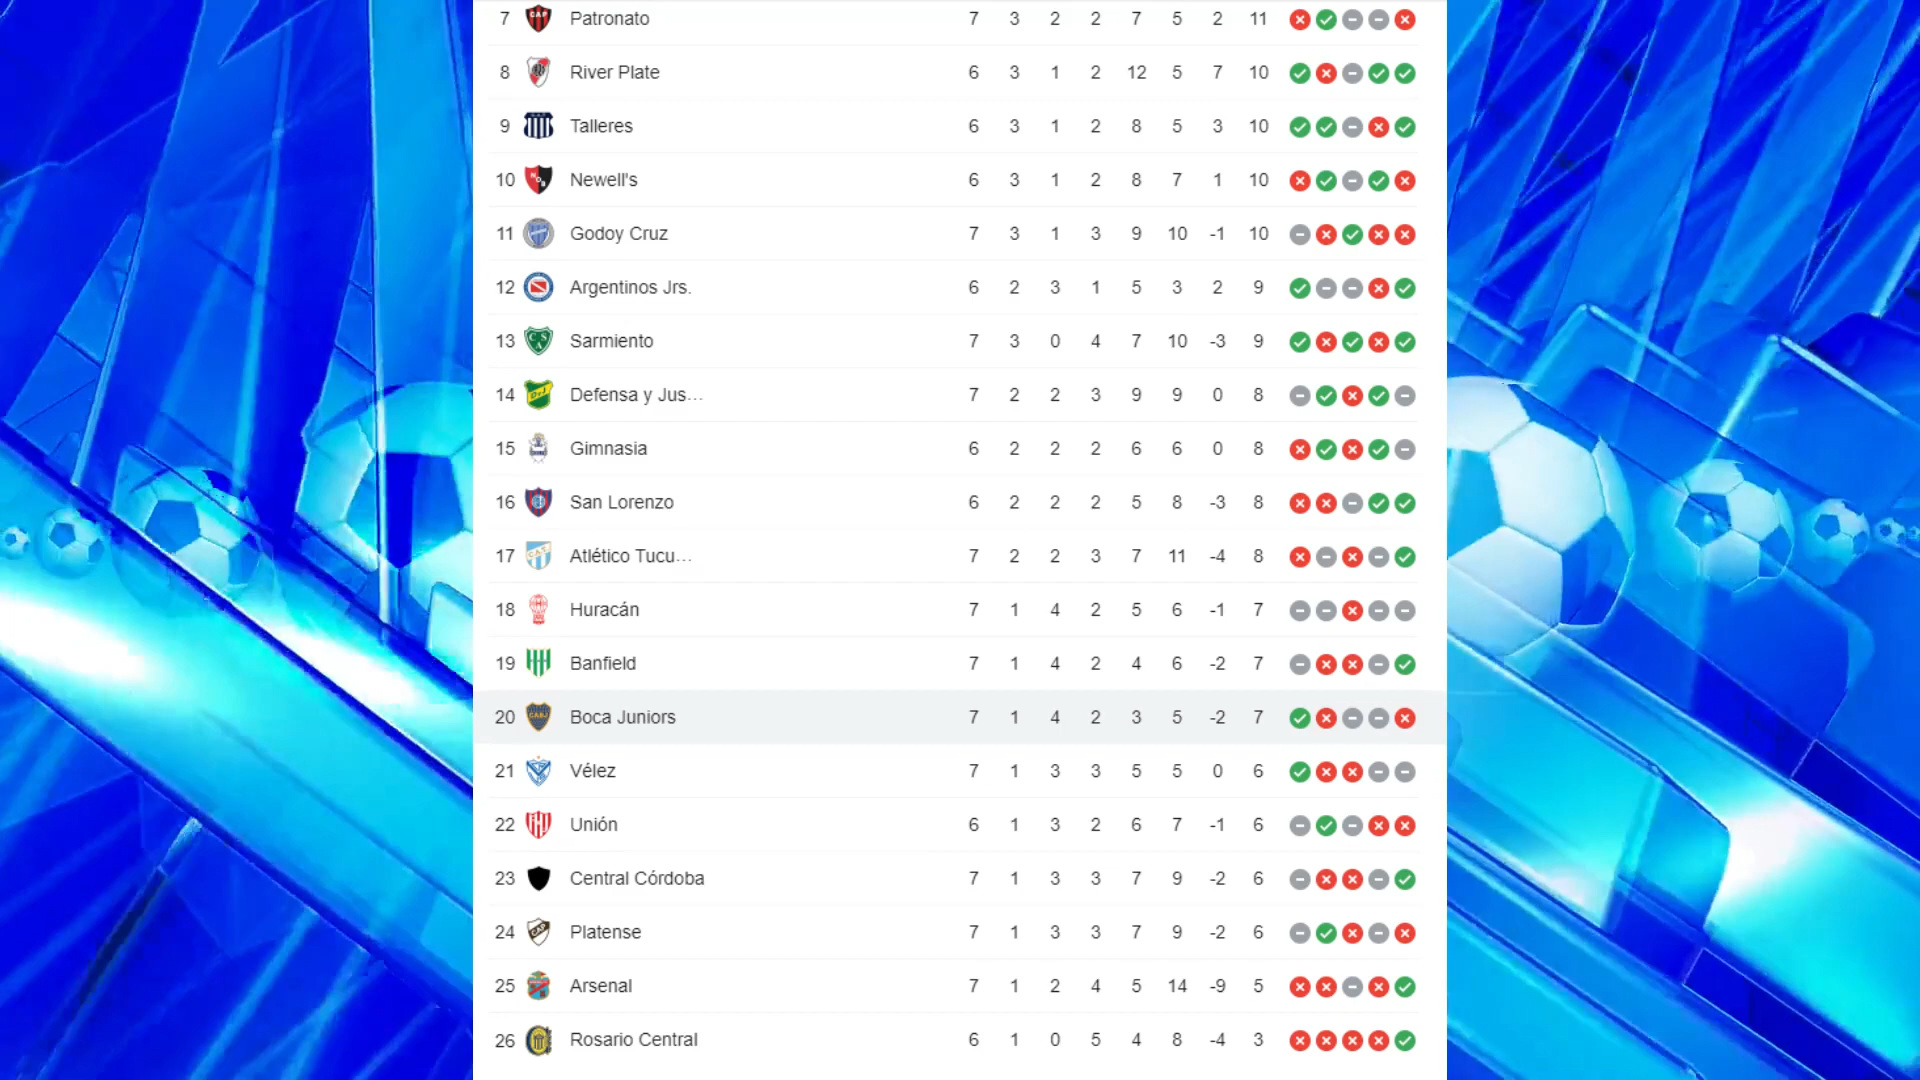 7 Patronato 7 3 2 2 7 5 2 11
8 River Plate 6 3 1 2 12 5 7 10
9 Talleres 6 3 1 2 8 5 3 10
10 Newell's 6 3 1 2 8 7 1 10
11 Godoy Cruz 7 3 1 3 9 10 -1 10
12 Argentinos Jrs. 6 2 3 1 5 3 2 9
13 Sarmiento 7 3 0 4 7 10 -3 9
14 Defensa y Jus... 7 2 2 3 9 9 0 8
15 Gimnasia 6 2 2 2 6 6 0 8
16 San Lorenzo 6 2 2 2 5 8 -3 8
17 Atlético Tucu... 7 2 2 3 7 11 -4 8
18 Huracán 7 1 4 2 5 6 -1 7
19 Banfield 7 1 4 2 4 6 -2 7
20 Boca Juniors 7 1 4 2 3 5 -2 7
21 Vélez 7 1 3 3 5 5 0 6
22 Unión 6 1 3 2 6 7 -1 6
23 Central Córdoba 7 1 3 3 7 9 -2 6
24 Platense 7 1 3 3 7 9 -2 6
25 Arsenal 7 1 2 4 5 14 -9 5
26 Rosario Central 6 1 0 5 4 8 -4 3